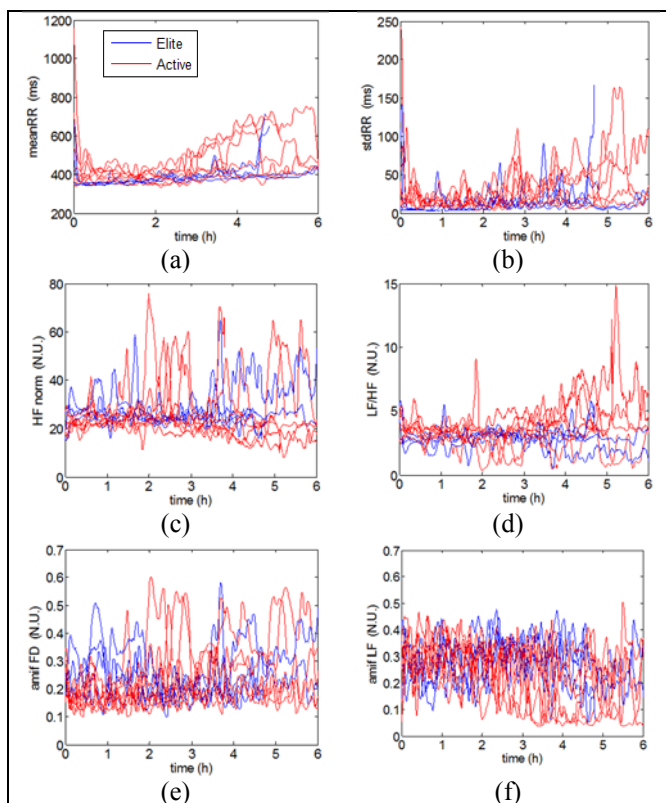 1200
1000
800
600
400
200
meanRR (ms)
Elite
Active
0 2 4 6
time (h)
(a)
250
200
150
100
50
0
stdRR (ms)
0 1 2 3 4 5 6
time (h)
(b)
80
60
40
20
0
HF norm (N.U.)
0 1 2 3 4 5 6
time (h)
(c)
15
10
5
0
LF/HF (N.U.)
0 1 2 3 4 5 6
time (h)
(d)
0.7
0.6
0.5
0.4
0.3
0.2
0.1
0
amif FD (N.U.)
0 1 2 3 4 5 6
time (h)
(e)
0.7
0.6
0.5
0.4
0.3
0.2
0.1
0
amif LF (N.U.)
0 1 2 3 4 5 6
time (h)
(f)